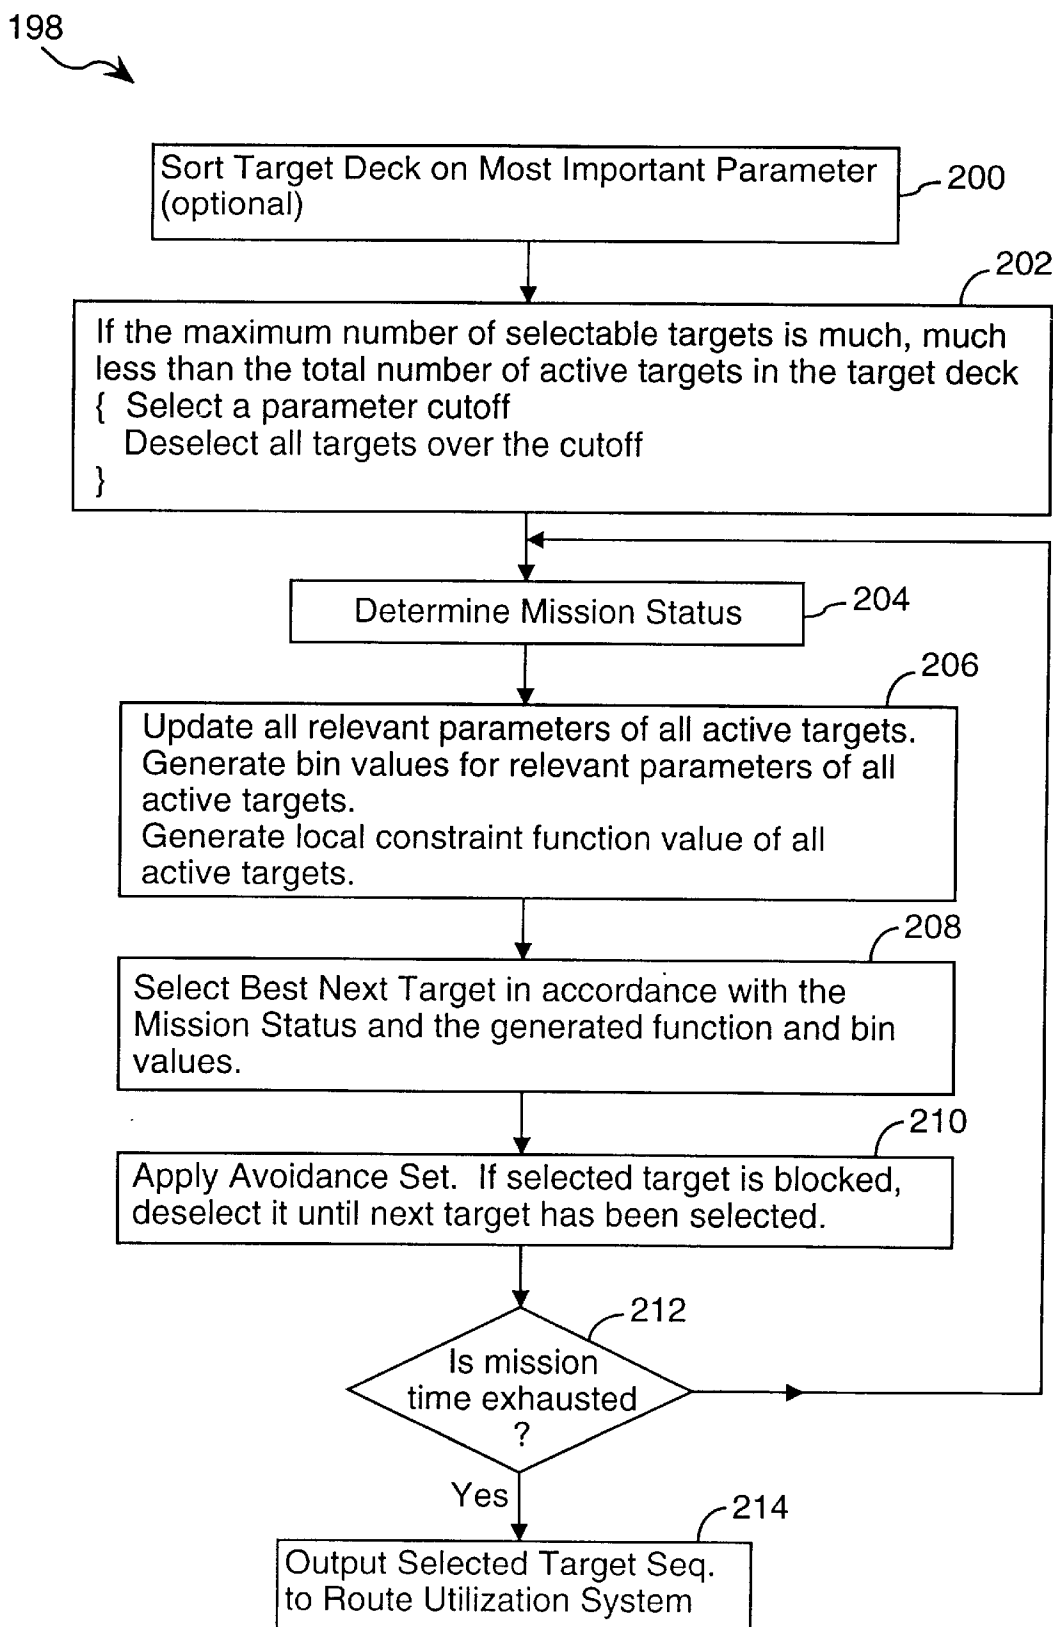 198
Sort Target Deck on Most Important Parameter
(optional)
200
202
If the maximum number of selectable targets is much, much
less than the total number of active targets in the target deck
{ Select a parameter cutoff
Deselect all targets over the cutoff
}
Determine Mission Status
204
206
Update all relevant parameters of all active targets.
Generate bin values for relevant parameters of all
active targets.
Generate local constraint function value of all
active targets.
208
Select Best Next Target in accordance with the
Mission Status and the generated function and bin
values.
210
Apply Avoidance Set. If selected target is blocked,
deselect it until next target has been selected.
212
Is mission
time exhausted
?
Yes
214
Output Selected Target Seq.
to Route Utilization System